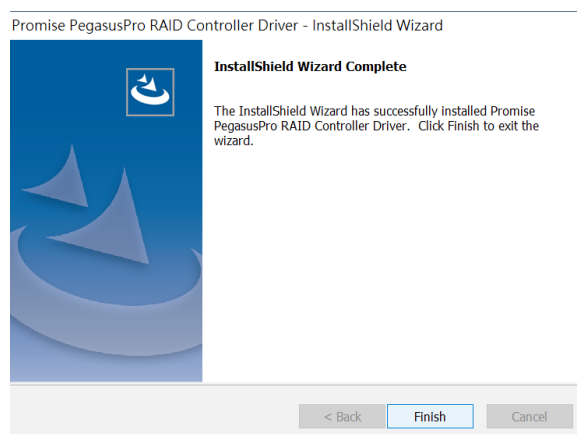 Promise PegasusPro RAID Controller Driver - InstallShield Wizard
InstallShield Wizard Complete
The InstallShield Wizard has successfully installed Promise
PegasusPro RAID Controller Driver.  Click Finish to exit the
wizard.
< Back
Finish
Cancel